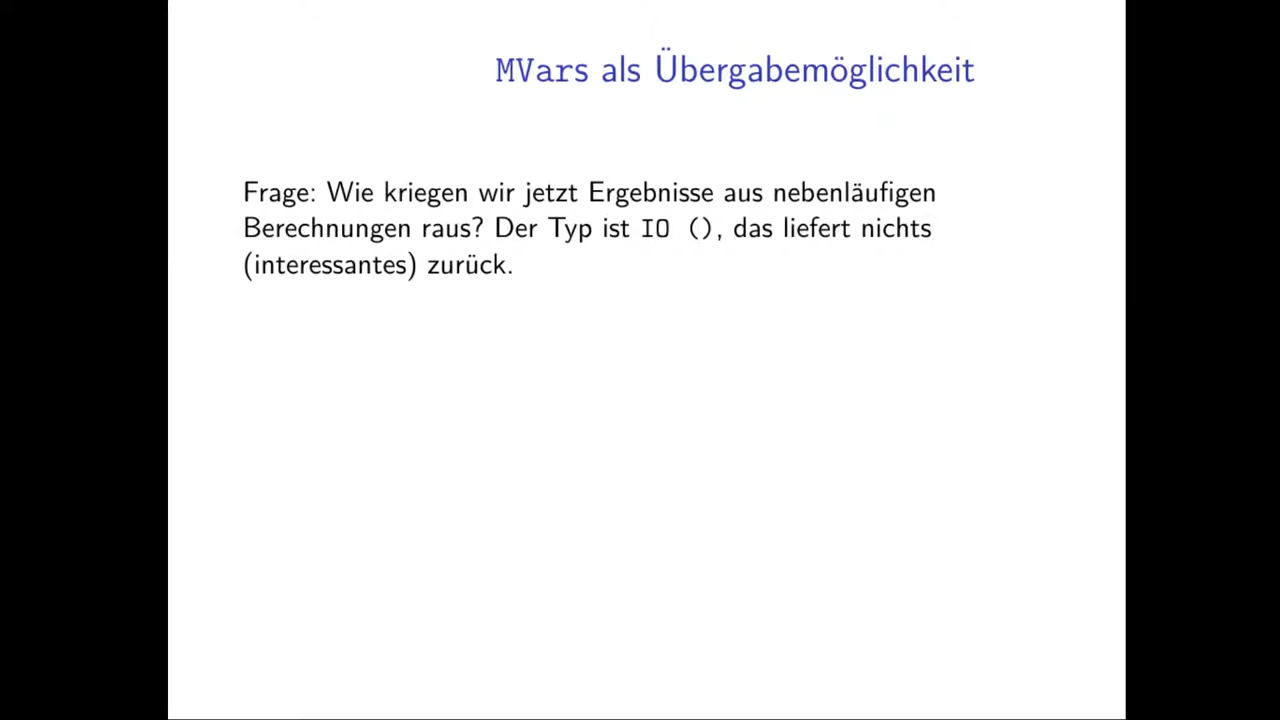 MVars als Übergabemöglichkeit
Frage: Wie kriegen wir jetzt Ergebnisse aus nebenläufigen
Berechnungen raus? Der Typ ist IO (), das liefert nichts
(interessantes) zurück.